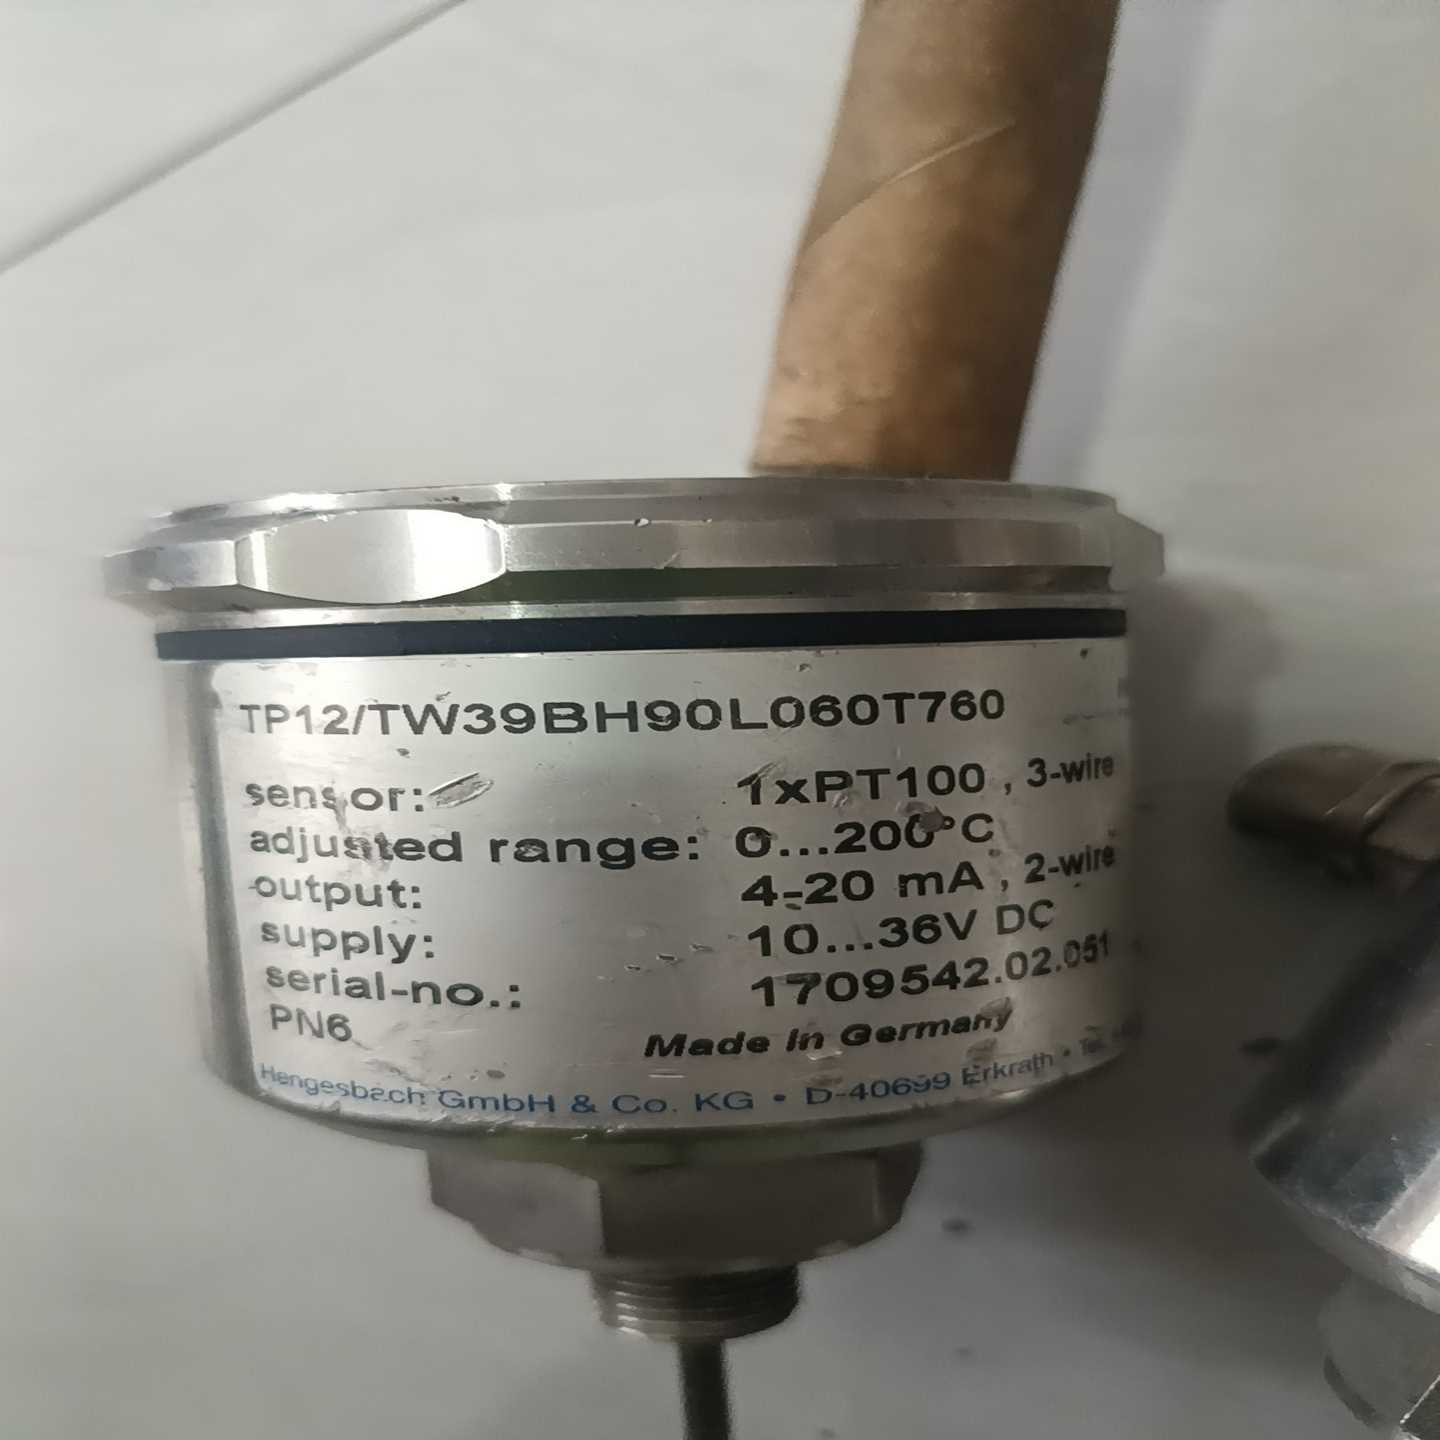 TP12/TW39BH90L060T760
sensor: 1xPT100 , 3-wire
adjusted range: 0...200°C
output: 4-20 mA , 2-wire
supply: 10...36V DC
serial-no.: 1709542.02.051
PN6 Made in Germany
Hengesbach GmbH & Co. KG • D-40699 Erkrath • Tel.